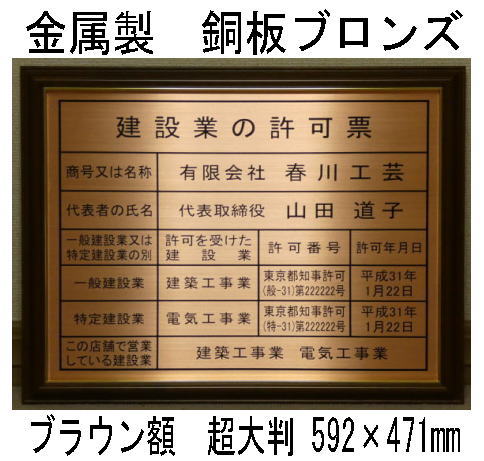 金属製　銅板ブロンズ
建設業の許可票
商号又は名称　有限会社　春川工芸
代表者の氏名　代表取締役　山田　道子
一般建設業又は特定建設業の別　許可を受けた建設業　許可番号　許可年月日
一般建設業　建築工事業　東京都知事許可(般-31)第222222号　平成31年1月22日
特定建設業　電気工事業　東京都知事許可(特-31)第222222号　平成31年1月22日
この店舗で営業している建設業　建築工事業　電気工事業
ブラウン額　超大判 592×471mm